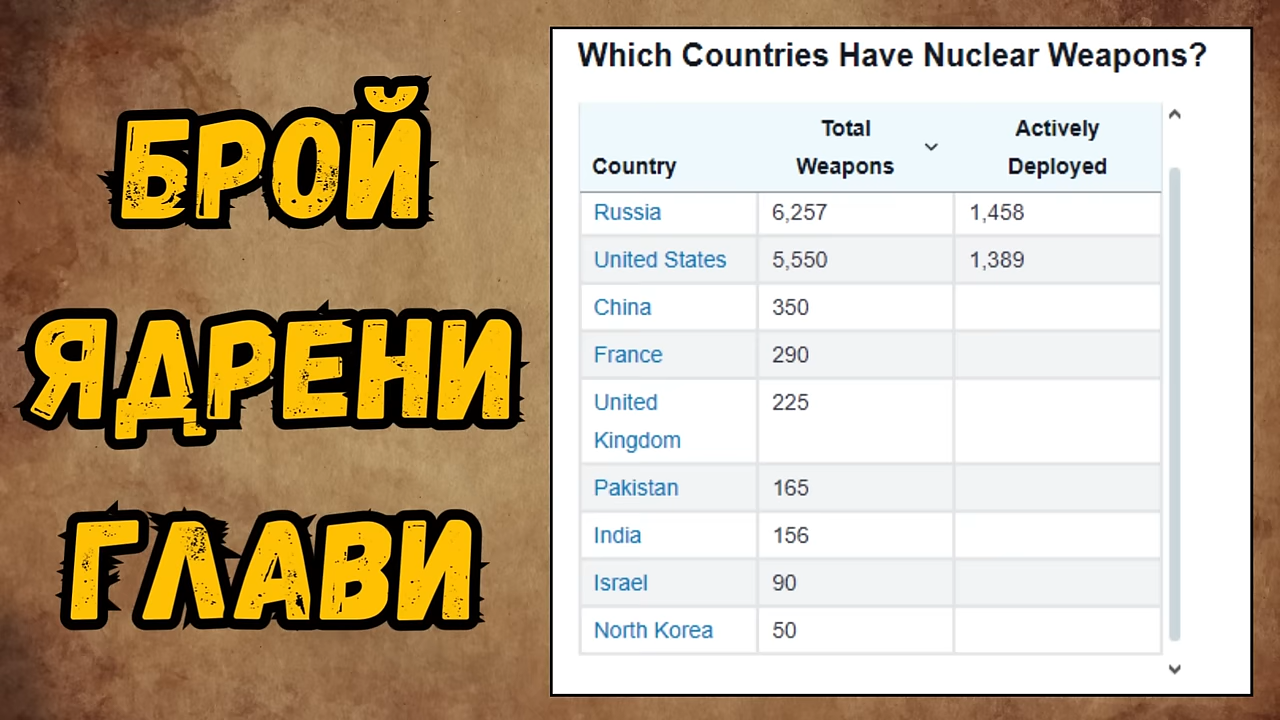 БРОЙ
ЯДРЕНИ
ГЛАВИ
Which Countries Have Nuclear Weapons?
Country Total Weapons Actively Deployed
Russia 6,257 1,458
United States 5,550 1,389
China 350
France 290
United Kingdom 225
Pakistan 165
India 156
Israel 90
North Korea 50